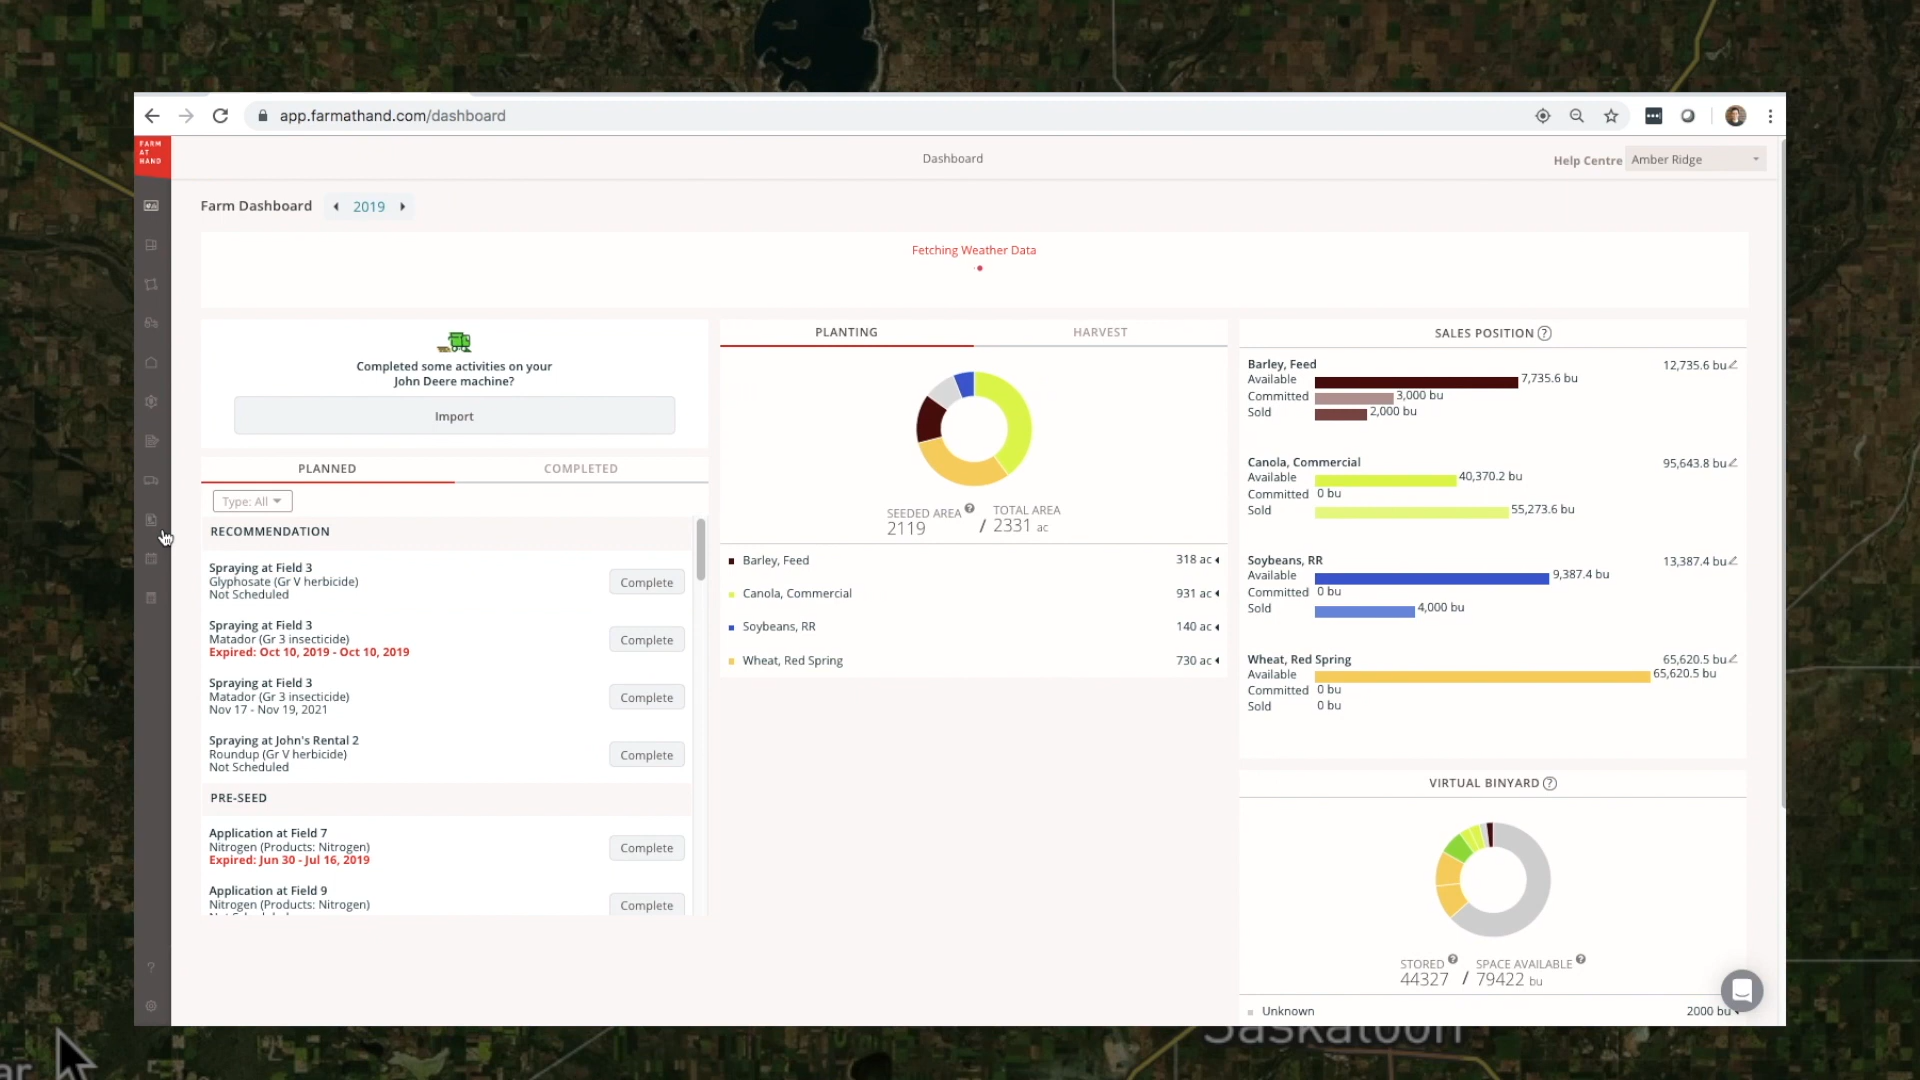 app.farmathand.com/dashboard
FARM
AT
HAND
Dashboard
Help Centre
Amber Ridge
Farm Dashboard
2019
Fetching Weather Data
Completed some activities on your
John Deere machine?
Import
PLANNED
COMPLETED
Type: All
RECOMMENDATION
Spraying at Field 3
Glyphosate (Gr V herbicide)
Not Scheduled
Complete
Spraying at Field 3
Matador (Gr 3 insecticide)
Expired: Oct 10, 2019 - Oct 10, 2019
Complete
Spraying at Field 3
Matador (Gr 3 insecticide)
Nov 17 - Nov 19, 2021
Complete
Spraying at John's Rental 2
Roundup (Gr V herbicide)
Not Scheduled
Complete
PRE-SEED
Application at Field 7
Nitrogen (Products: Nitrogen)
Expired: Jun 30 - Jul 16, 2019
Complete
Application at Field 9
Nitrogen (Products: Nitrogen)
Complete
PLANTING
HARVEST
SEEDED AREA ?
TOTAL AREA
2119 / 2331 ac
Barley, Feed 318 ac
Canola, Commercial 931 ac
Soybeans, RR 140 ac
Wheat, Red Spring 730 ac
SALES POSITION ?
Barley, Feed 12,735.6 bu
Available 7,735.6 bu
Committed 3,000 bu
Sold 2,000 bu
Canola, Commercial 95,643.8 bu
Available 40,370.2 bu
Committed 0 bu
Sold 55,273.6 bu
Soybeans, RR 13,387.4 bu
Available 9,387.4 bu
Committed 0 bu
Sold 4,000 bu
Wheat, Red Spring 65,620.5 bu
Available 65,620.5 bu
Committed 0 bu
Sold 0 bu
VIRTUAL BINYARD ?
STORED ? SPACE AVAILABLE ?
44327 / 79422 bu
Unknown 2000 bu
?
Saskatoon